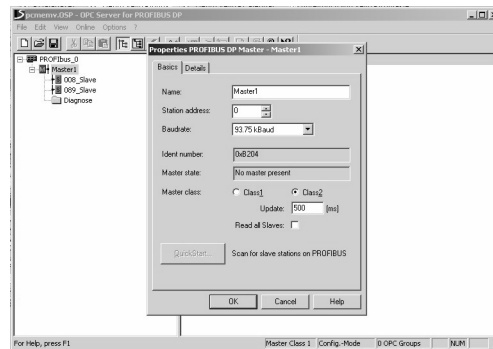 pcmemv.OSP - OPC Server for PROFIBUS DP
File Edit View Online Options ?
PROFIbus_0
Master1
008_Slave
089_Slave
Diagnose
Properties PROFIBUS DP Master - Master1
Basics Details
Name: Master1
Station address: 0
Baudrate: 93.75 kBaud
Ident number: 0xB204
Master state: No master present
Master class: Class1 Class2
Update: 500 [ms]
Read all Slaves:
QuickStart... Scan for slave stations on PROFIBUS
OK Cancel Help
For Help, press F1 Master Class 1 Config.-Mode 0 OPC Groups NUM